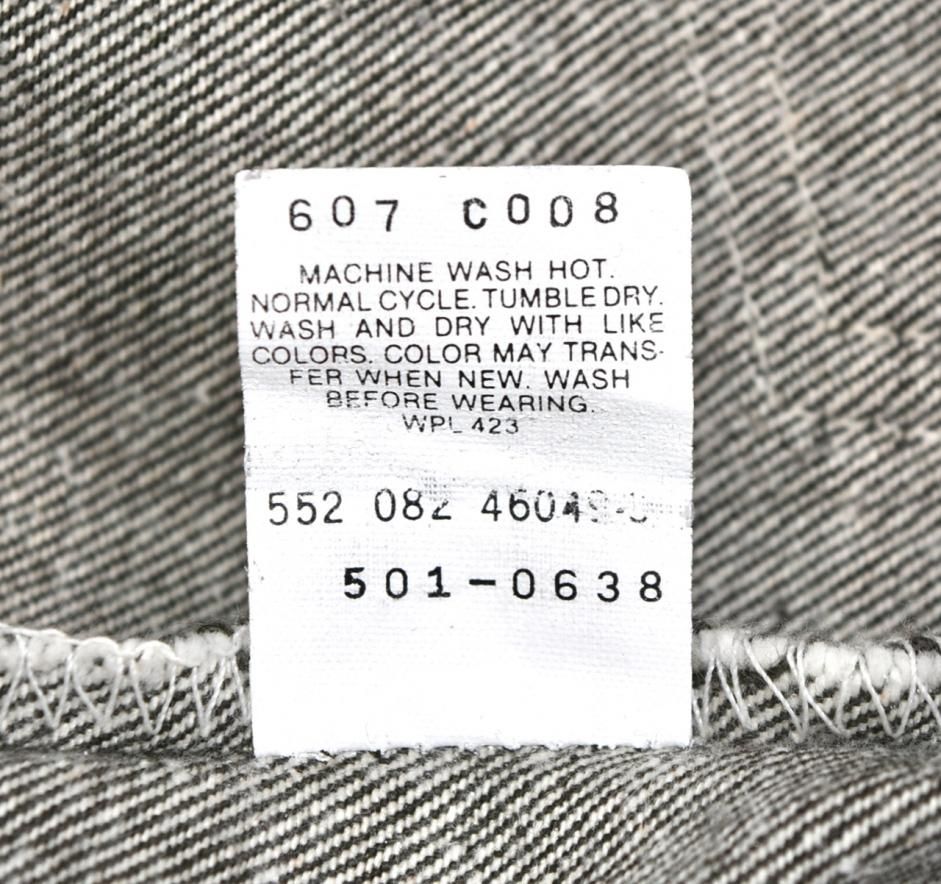 607 C008
MACHINE WASH HOT.
NORMAL CYCLE. TUMBLE DRY.
WASH AND DRY WITH LIKE
COLORS. COLOR MAY TRANS-
FER WHEN NEW. WASH
BEFORE WEARING.
WPL 423
552 082
501-0638